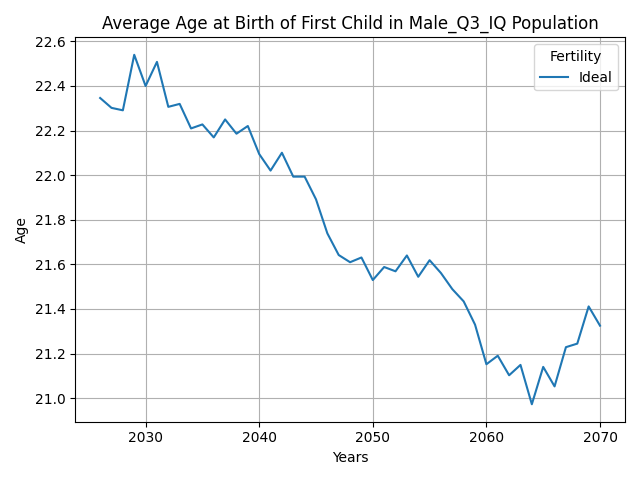 Average Age at Birth of First Child in Male_Q3_IQ Population
22.6
22.4
22.2
22.0
21.8
21.6
21.4
21.2
21.0
Age
Fertility
Ideal
2030 2040 2050 2060 2070
Years